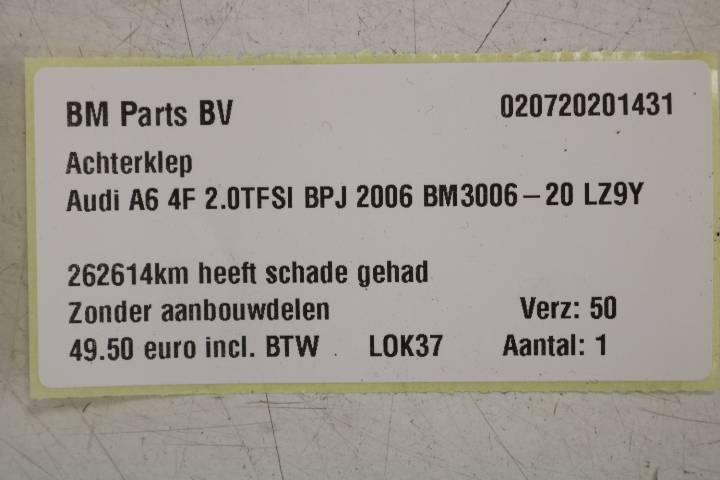 BM Parts BV 020720201431
Achterklep
Audi A6 4F 2.0TFSI BPJ 2006 BM3006-20 LZ9Y
262614km heeft schade gehad
Zonder aanbouwdelen Verz: 50
49.50 euro incl. BTW LOK37 Aantal: 1